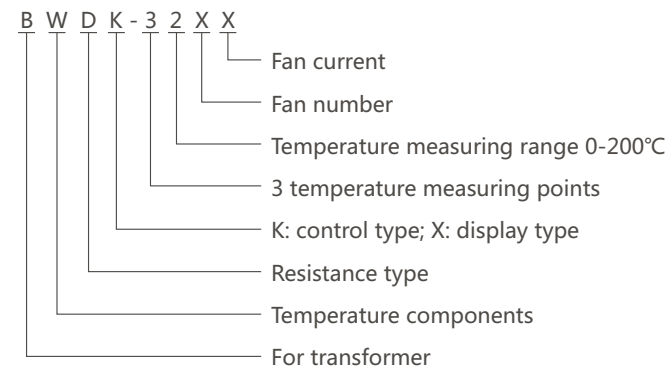 B W D K - 3 2 X X
Fan current
Fan number
Temperature measuring range 0-200℃
3 temperature measuring points
K: control type; X: display type
Resistance type
Temperature components
For transformer